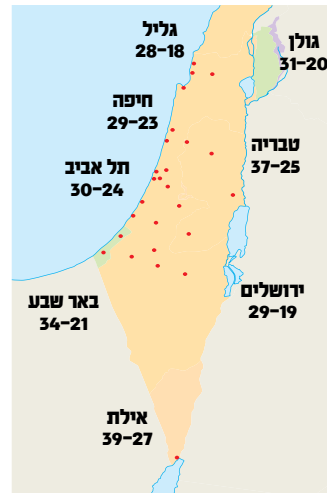 גליל
28–18
גולן
31–20
חיפה
29–23
טבריה
37–25
תל אביב
30–24
ירושלים
29–19
באר שבע
34–21
אילת
39–27